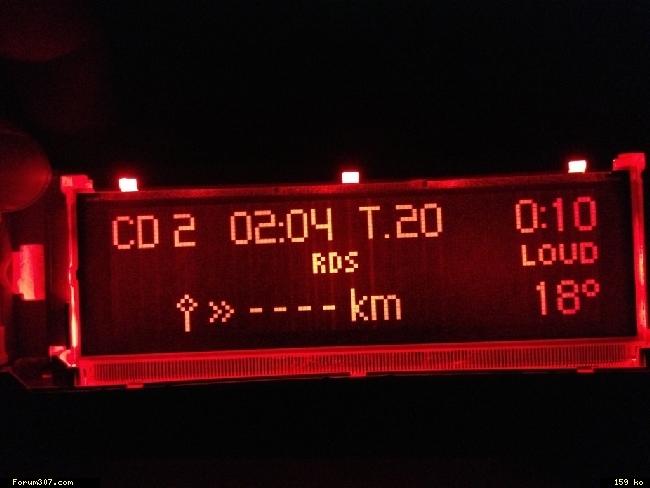 CD 2 02:04 T.20 0:10
RDS LOUD
---- km 18°
Forum307.com 159 ko